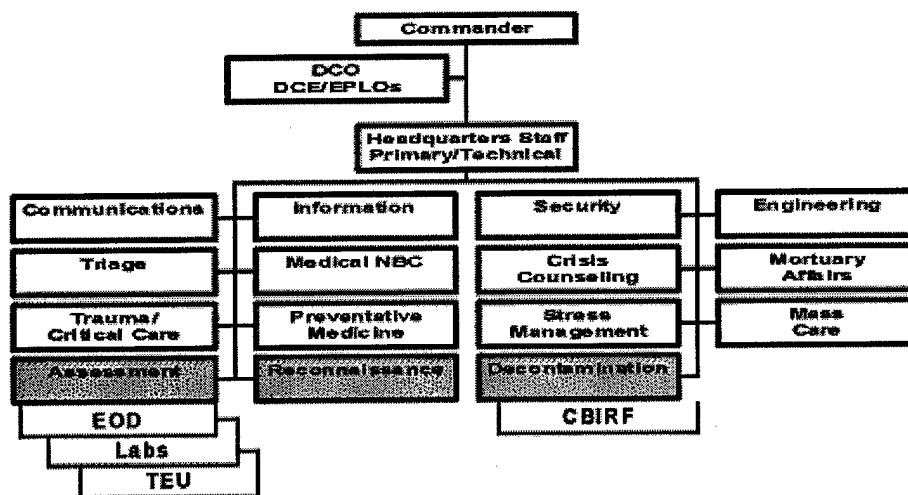 Commander
DCO
DCE/EPLOs
Headquarters Staff
Primary/Technical
Communications
Information
Security
Engineering
Triage
Medical NBC
Crisis
Counseling
Mortuary
Affairs
Trauma/
Critical Care
Preventative
Medicine
Stress
Management
Mass
Care
Assessment
Reconnaissance
Decontamination
EOD
CBIRF
Labs
TEU